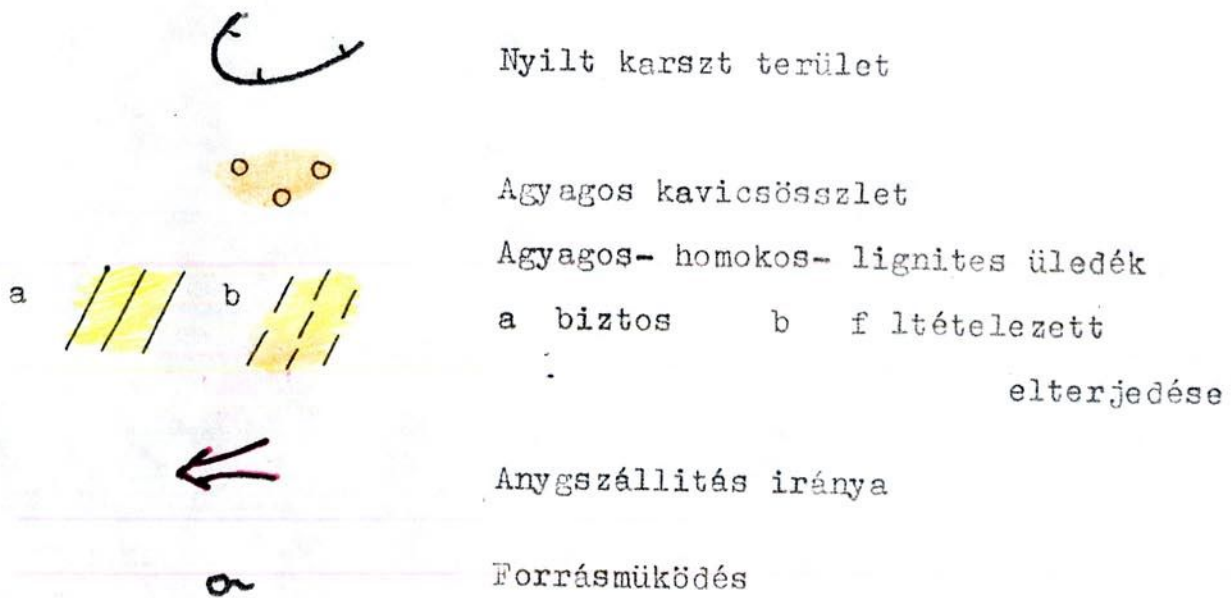 Nyilt karszt terület
Agyagos kavicsösszlet
Agyagos- homokos- lignites üledék
a b a biztos b f ltételezett
elterjedése
Anygszállitás iránya
Forrásmüködés